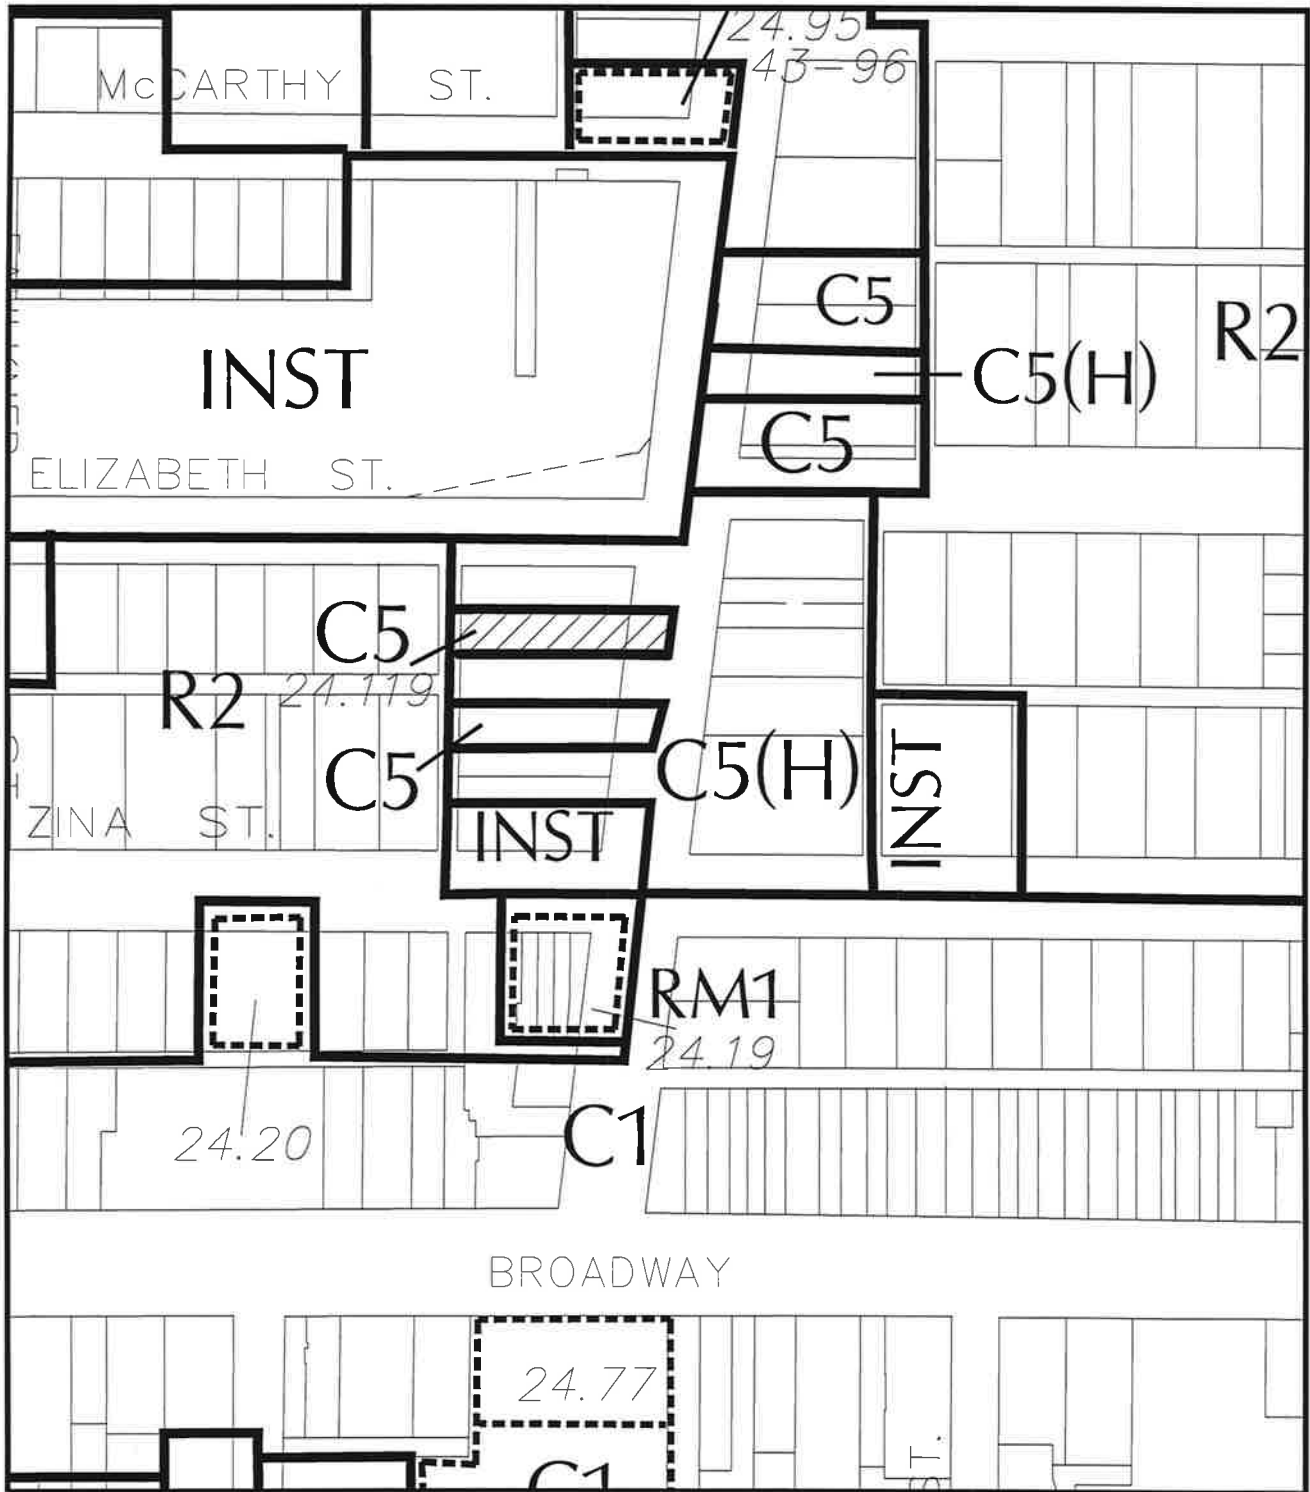 24.95
43-96
McCARTHY ST.
C5
R2
C5(H)
INST
C5
ELIZABETH ST.
C5
R2
24.119
C5
C5(H)
INST
ZINA ST.
INST
RM1
24.19
C1
24.20
BROADWAY
24.77
ST.
C1